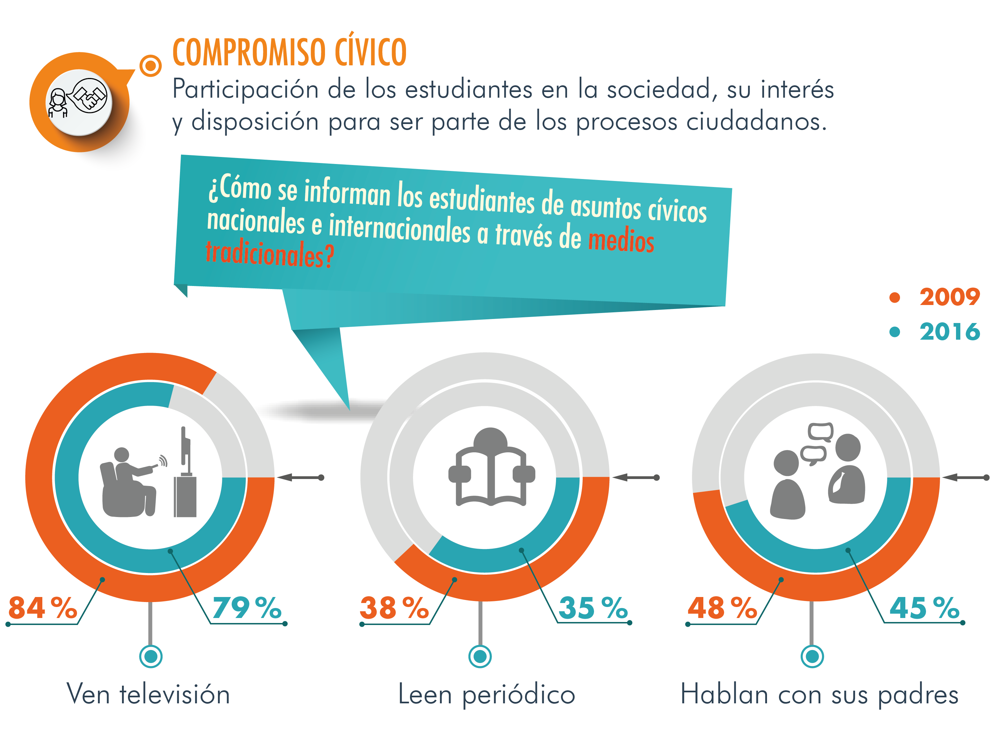 COMPROMISO CÍVICO
Participación de los estudiantes en la sociedad, su interés
y disposición para ser parte de los procesos ciudadanos.
¿Cómo se informan los estudiantes de asuntos cívicos
nacionales e internacionales a través de medios
tradicionales?
2009
2016
84 %
79 %
38 %
35 %
48 %
45 %
Ven televisión
Leen periódico
Hablan con sus padres